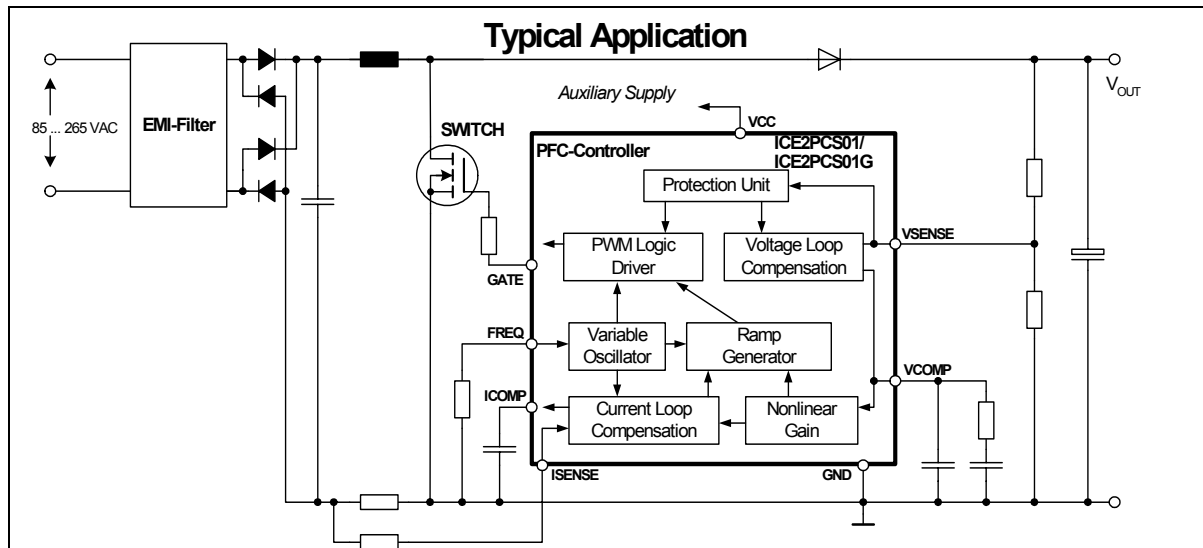 Typical Application
85 ... 265 VAC
EMI-Filter
SWITCH
Auxiliary Supply
VCC
V OUT
PFC-Controller
ICE2PCS01/
ICE2PCS01G
Protection Unit
PWM Logic
Driver
Voltage Loop
Compensation
VSENSE
GATE
FREQ
Variable
Oscillator
Ramp
Generator
VCOMP
ICOMP
Current Loop
Compensation
Nonlinear
Gain
ISENSE
GND